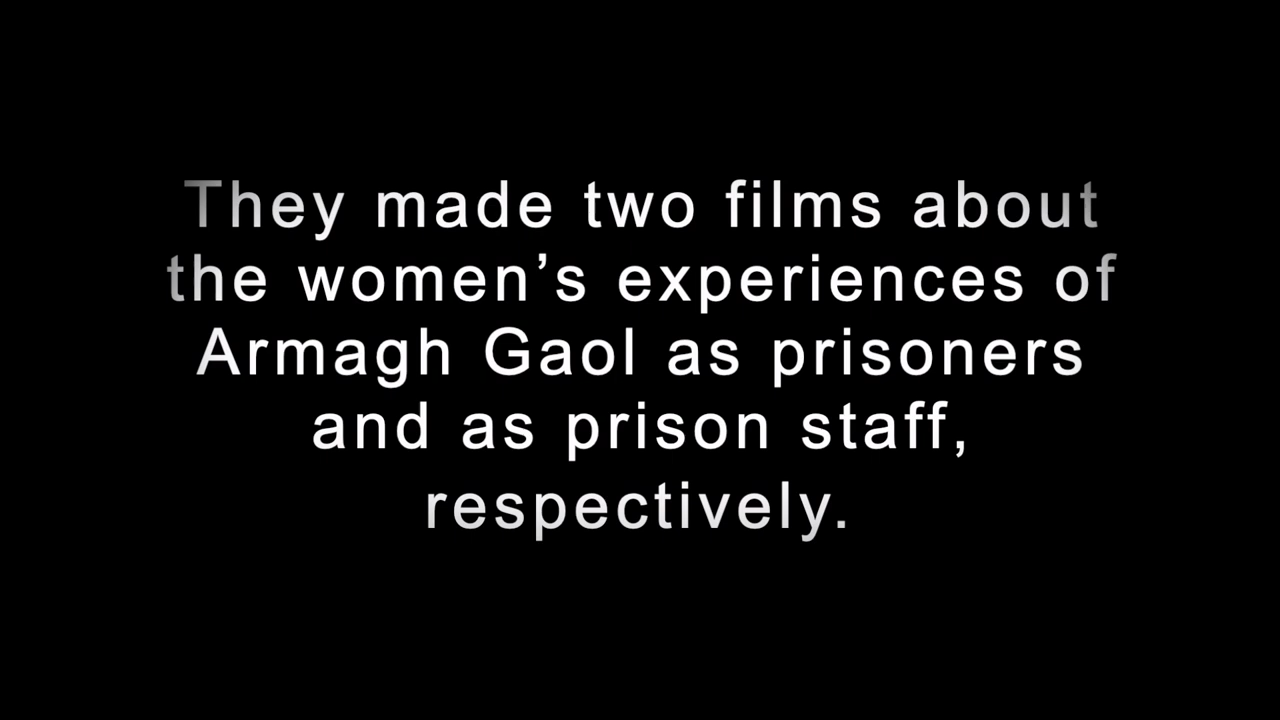 They made two films about
the women’s experiences of
Armagh Gaol as prisoners
and as prison staff,
respectively.